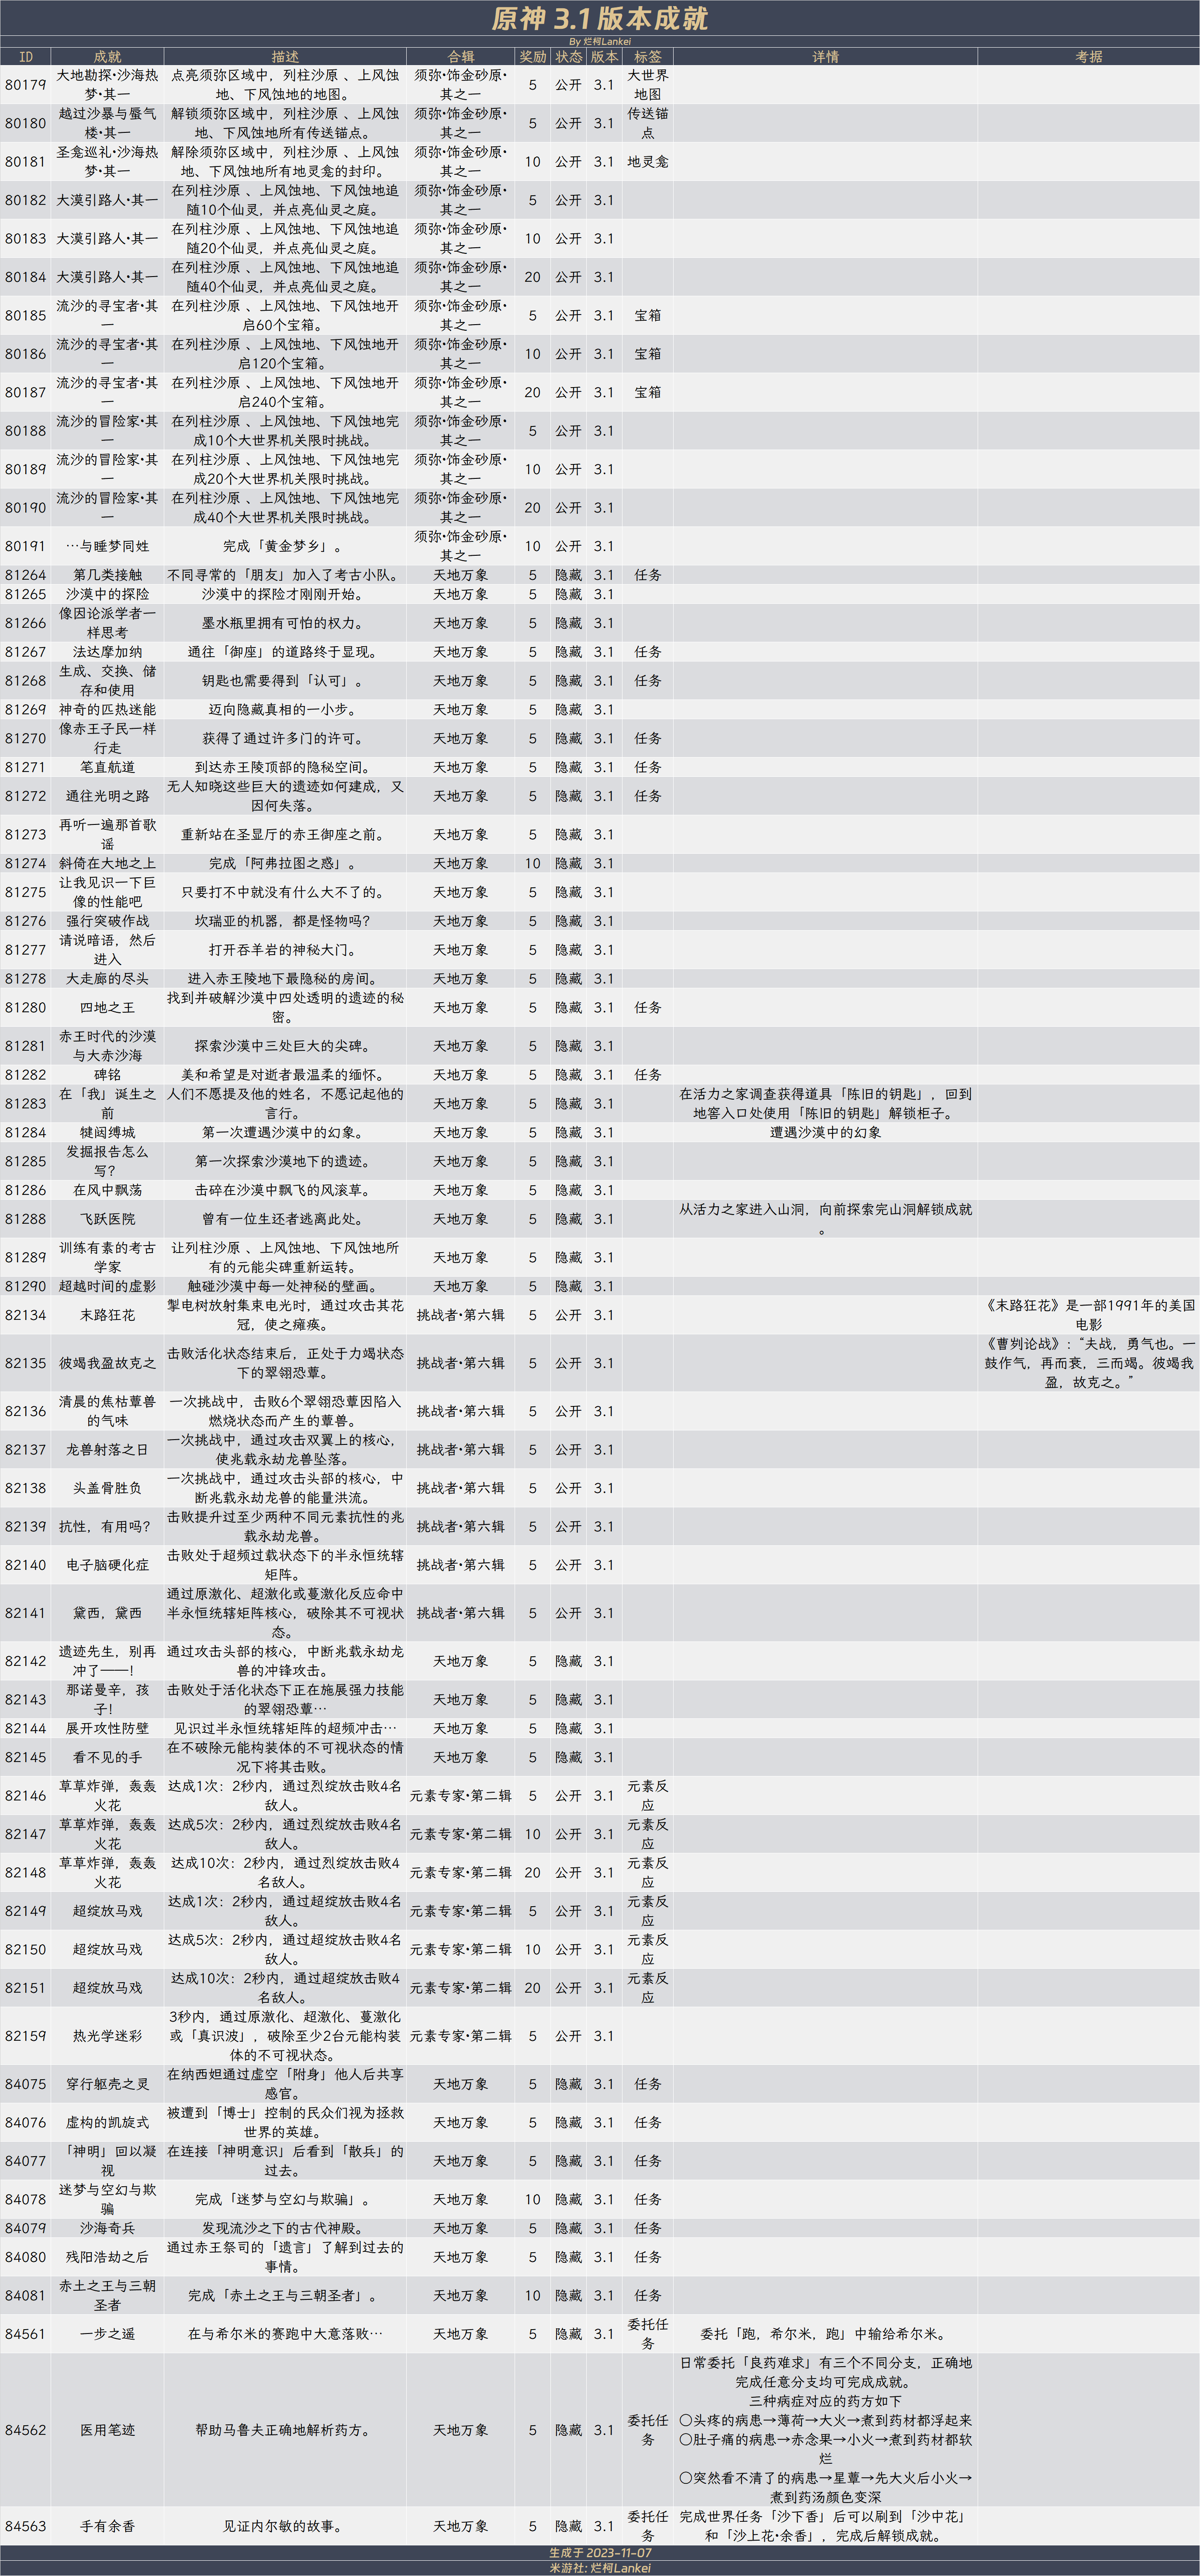 原神 3.1 版本成就
By 烂柯Lankei
ID 成就 描述 合辑 奖励 状态 版本 标签 详情 考据
80179 大地勘探·沙海热梦·其一 点亮须弥区域中，列柱沙原 、上风蚀地、下风蚀地的地图。 须弥·饰金砂原·其之一 5 公开 3.1 大世界地图
80180 越过沙暴与蜃气楼·其一 解锁须弥区域中，列柱沙原 、上风蚀地、下风蚀地所有传送锚点。 须弥·饰金砂原·其之一 5 公开 3.1 传送锚点
80181 圣龛巡礼·沙海热梦·其一 解除须弥区域中，列柱沙原 、上风蚀地、下风蚀地所有地灵龛的封印。 须弥·饰金砂原·其之一 10 公开 3.1 地灵龛
80182 大漠引路人·其一 在列柱沙原 、上风蚀地、下风蚀地追随10个仙灵，并点亮仙灵之庭。 须弥·饰金砂原·其之一 5 公开 3.1
80183 大漠引路人·其一 在列柱沙原 、上风蚀地、下风蚀地追随20个仙灵，并点亮仙灵之庭。 须弥·饰金砂原·其之一 10 公开 3.1
80184 大漠引路人·其一 在列柱沙原 、上风蚀地、下风蚀地追随40个仙灵，并点亮仙灵之庭。 须弥·饰金砂原·其之一 20 公开 3.1
80185 流沙的寻宝者·其一 在列柱沙原 、上风蚀地、下风蚀地开启60个宝箱。 须弥·饰金砂原·其之一 5 公开 3.1 宝箱
80186 流沙的寻宝者·其一 在列柱沙原 、上风蚀地、下风蚀地开启120个宝箱。 须弥·饰金砂原·其之一 10 公开 3.1 宝箱
80187 流沙的寻宝者·其一 在列柱沙原 、上风蚀地、下风蚀地开启240个宝箱。 须弥·饰金砂原·其之一 20 公开 3.1 宝箱
80188 流沙的冒险家·其一 在列柱沙原 、上风蚀地、下风蚀地完成10个大世界机关限时挑战。 须弥·饰金砂原·其之一 5 公开 3.1
80189 流沙的冒险家·其一 在列柱沙原 、上风蚀地、下风蚀地完成20个大世界机关限时挑战。 须弥·饰金砂原·其之一 10 公开 3.1
80190 流沙的冒险家·其一 在列柱沙原 、上风蚀地、下风蚀地完成40个大世界机关限时挑战。 须弥·饰金砂原·其之一 20 公开 3.1
80191 …与睡梦同姓 完成「黄金梦乡」。 须弥·饰金砂原·其之一 10 公开 3.1
81264 第几类接触 不同寻常的「朋友」加入了考古小队。 天地万象 5 隐藏 3.1 任务
81265 沙漠中的探险 沙漠中的探险才刚刚开始。 天地万象 5 隐藏 3.1
81266 像因论派学者一样思考 墨水瓶里拥有可怕的权力。 天地万象 5 隐藏 3.1
81267 法达摩加纳 通往「御座」的道路终于显现。 天地万象 5 隐藏 3.1 任务
81268 生成、交换、储存和使用 钥匙也需要得到「认可」。 天地万象 5 隐藏 3.1 任务
81269 神奇的匹热迷能 迈向隐藏真相的一小步。 天地万象 5 隐藏 3.1
81270 像赤王子民一样行走 获得了通过许多门的许可。 天地万象 5 隐藏 3.1 任务
81271 笔直航道 到达赤王陵顶部的隐秘空间。 天地万象 5 隐藏 3.1 任务
81272 通往光明之路 无人知晓这些巨大的遗迹如何建成，又因何失落。 天地万象 5 隐藏 3.1 任务
81273 再听一遍那首歌谣 重新站在圣显厅的赤王御座之前。 天地万象 5 隐藏 3.1
81274 斜倚在大地之上 完成「阿弗拉图之惑」。 天地万象 10 隐藏 3.1
81275 让我见识一下巨像的性能吧 只要打不中就没有什么大不了的。 天地万象 5 隐藏 3.1
81276 强行突破作战 坎瑞亚的机器，都是怪物吗？ 天地万象 5 隐藏 3.1
81277 请说暗语，然后进入 打开吞羊岩的神秘大门。 天地万象 5 隐藏 3.1
81278 大走廊的尽头 进入赤王陵地下最隐秘的房间。 天地万象 5 隐藏 3.1
81280 四地之王 找到并破解沙漠中四处透明的遗迹的秘密。 天地万象 5 隐藏 3.1 任务
81281 赤王时代的沙漠与大赤沙海 探索沙漠中三处巨大的尖碑。 天地万象 5 隐藏 3.1
81282 碑铭 美和希望是对逝者最温柔的缅怀。 天地万象 5 隐藏 3.1 任务
81283 在「我」诞生之前 人们不愿提及他的姓名，不愿记起他的言行。 天地万象 5 隐藏 3.1 在活力之家调查获得道具「陈旧的钥匙」，回到地窖入口处使用「陈旧的钥匙」解锁柜子。
81284 犍闼缚城 第一次遭遇沙漠中的幻象。 天地万象 5 隐藏 3.1 遭遇沙漠中的幻象
81285 发掘报告怎么写？ 第一次探索沙漠地下的遗迹。 天地万象 5 隐藏 3.1
81286 在风中飘荡 击碎在沙漠中飘飞的风滚草。 天地万象 5 隐藏 3.1
81288 飞跃医院 曾有一位生还者逃离此处。 天地万象 5 隐藏 3.1 从活力之家进入山洞，向前探索完山洞解锁成就。
81289 训练有素的考古学家 让列柱沙原 、上风蚀地、下风蚀地所有的元能尖碑重新运转。 天地万象 5 隐藏 3.1
81290 超越时间的虚影 触碰沙漠中每一处神秘的壁画。 天地万象 5 隐藏 3.1
82134 末路狂花 掣电树放射集束电光时，通过攻击其花冠，使之瘫痪。 挑战者·第六辑 5 公开 3.1 《末路狂花》是一部1991年的美国电影
82135 彼竭我盈故克之 击败活化状态结束后，正处于力竭状态下的翠翎恐蕈。 挑战者·第六辑 5 公开 3.1 《曹刿论战》：“夫战，勇气也。一鼓作气，再而衰，三而竭。彼竭我盈，故克之。”
82136 清晨的焦枯蕈兽的气味 一次挑战中，击败6个翠翎恐蕈因陷入燃烧状态而产生的蕈兽。 挑战者·第六辑 5 公开 3.1
82137 龙兽射落之日 一次挑战中，通过攻击双翼上的核心，使兆载永劫龙兽坠落。 挑战者·第六辑 5 公开 3.1
82138 头盖骨胜负 一次挑战中，通过攻击头部的核心，中断兆载永劫龙兽的能量洪流。 挑战者·第六辑 5 公开 3.1
82139 抗性，有用吗？ 击败提升过至少两种不同元素抗性的兆载永劫龙兽。 挑战者·第六辑 5 公开 3.1
82140 电子脑硬化症 击败处于超频过载状态下的半永恒统辖矩阵。 挑战者·第六辑 5 公开 3.1
82141 黛西，黛西 通过原激化、超激化或蔓激化反应命中半永恒统辖矩阵核心，破除其不可视状态。 挑战者·第六辑 5 公开 3.1
82142 遗迹先生，别再冲了——！ 通过攻击头部的核心，中断兆载永劫龙兽的冲锋攻击。 天地万象 5 隐藏 3.1
82143 那诺曼辛，孩子！ 击败处于活化状态下正在施展强力技能的翠翎恐蕈… 天地万象 5 隐藏 3.1
82144 展开攻性防壁 见识过半永恒统辖矩阵的超频冲击… 天地万象 5 隐藏 3.1
82145 看不见的手 在不破除元能构装体的不可视状态的情况下将其击败。 天地万象 5 隐藏 3.1
82146 草草炸弹，轰轰火花 达成1次：2秒内，通过烈绽放击败4名敌人。 元素专家·第二辑 5 公开 3.1 元素反应
82147 草草炸弹，轰轰火花 达成5次：2秒内，通过烈绽放击败4名敌人。 元素专家·第二辑 10 公开 3.1 元素反应
82148 草草炸弹，轰轰火花 达成10次：2秒内，通过烈绽放击败4名敌人。 元素专家·第二辑 20 公开 3.1 元素反应
82149 超绽放马戏 达成1次：2秒内，通过超绽放击败4名敌人。 元素专家·第二辑 5 公开 3.1 元素反应
82150 超绽放马戏 达成5次：2秒内，通过超绽放击败4名敌人。 元素专家·第二辑 10 公开 3.1 元素反应
82151 超绽放马戏 达成10次：2秒内，通过超绽放击败4名敌人。 元素专家·第二辑 20 公开 3.1 元素反应
82159 热光学迷彩 3秒内，通过原激化、超激化、蔓激化或「真识波」，破除至少2台元能构装体的不可视状态。 元素专家·第二辑 5 公开 3.1
84075 穿行躯壳之灵 在纳西妲通过虚空「附身」他人后共享感官。 天地万象 5 隐藏 3.1 任务
84076 虚构的凯旋式 被遭到「博士」控制的民众们视为拯救世界的英雄。 天地万象 5 隐藏 3.1 任务
84077 「神明」回以凝视 在连接「神明意识」后看到「散兵」的过去。 天地万象 5 隐藏 3.1 任务
84078 迷梦与空幻与欺骗 完成「迷梦与空幻与欺骗」。 天地万象 10 隐藏 3.1 任务
84079 沙海奇兵 发现流沙之下的古代神殿。 天地万象 5 隐藏 3.1 任务
84080 残阳浩劫之后 通过赤王祭司的「遗言」了解到过去的事情。 天地万象 5 隐藏 3.1 任务
84081 赤土之王与三朝圣者 完成「赤土之王与三朝圣者」。 天地万象 10 隐藏 3.1 任务
84561 一步之遥 在与希尔米的赛跑中大意落败… 天地万象 5 隐藏 3.1 委托任务 委托「跑，希尔米，跑」中输给希尔米。
84562 医用笔迹 帮助马鲁夫正确地解析药方。 天地万象 5 隐藏 3.1 委托任务 日常委托「良药难求」有三个不同分支，正确地完成任意分支均可完成成就。
三种病症对应的药方如下
〇头疼的病患→薄荷→大火→煮到药材都浮起来
〇肚子痛的病患→赤念果→小火→煮到药材都软烂
〇突然看不清了的病患→星蕈→先大火后小火→煮到药汤颜色变深
84563 手有余香 见证内尔敏的故事。 天地万象 5 隐藏 3.1 委托任务 完成世界任务「沙下香」后可以刷到「沙中花」和「沙上花·余香」，完成后解锁成就。
生成于 2023-11-07
米游社: 烂柯Lankei